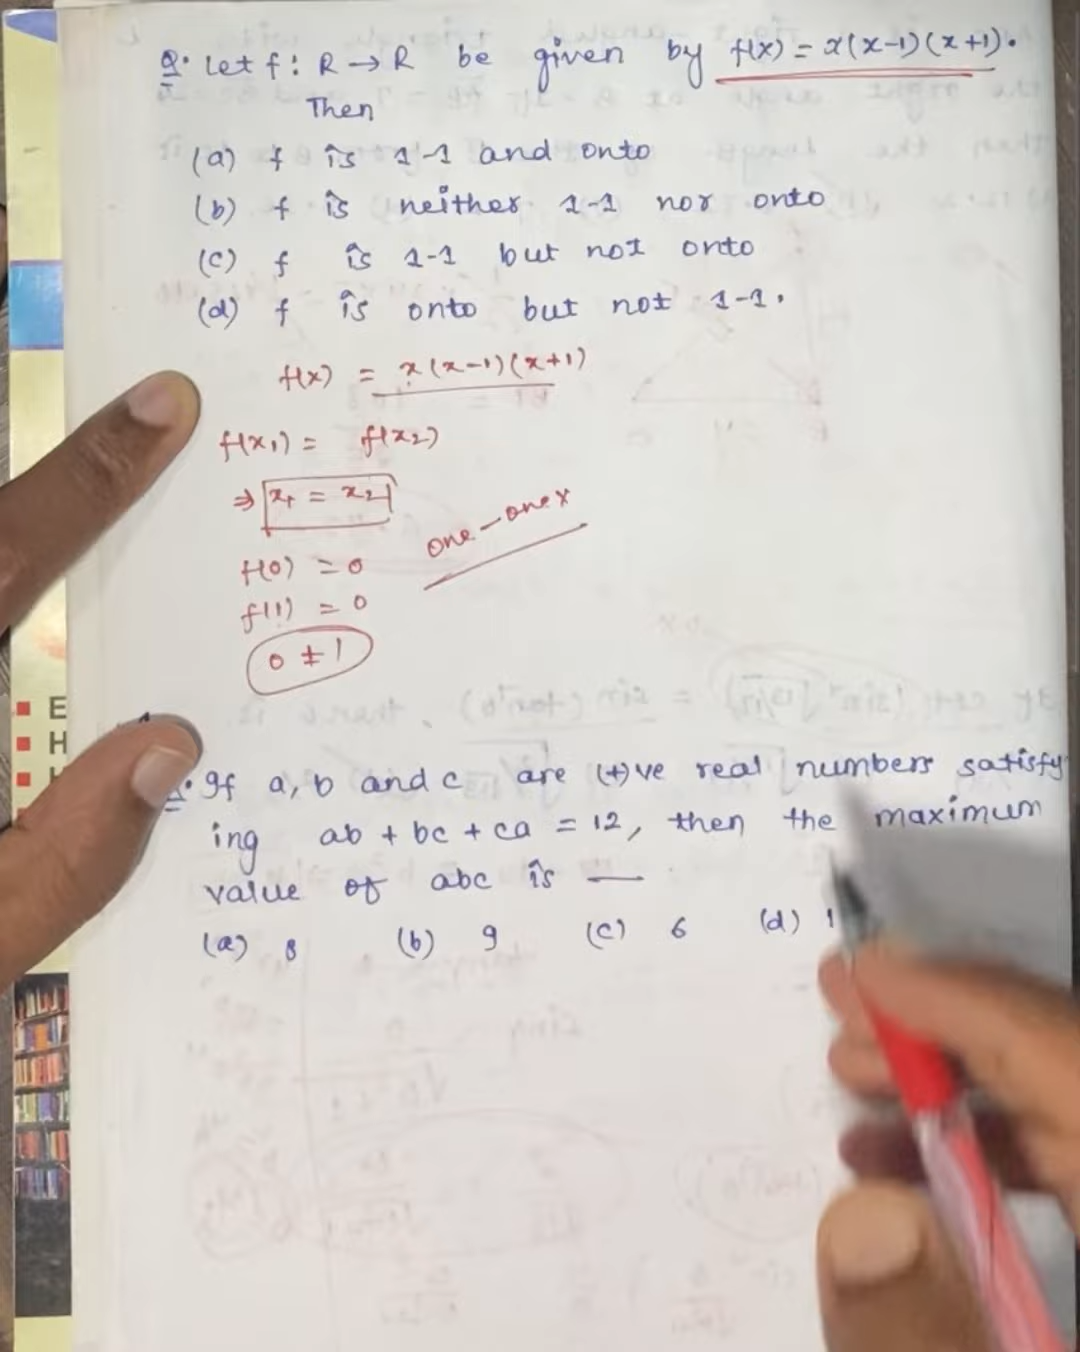 Q. Let f: R → R be given by f(x) = x(x-1)(x+1).
Then
(a) f is 1-1 and onto
(b) f is neither 1-1 nor onto
(c) f is 1-1 but not onto
(d) f is onto but not 1-1.
f(x) = x(x-1)(x+1)
f(x₁) = f(x₂)
⇒ x₁ = x₂
one-one x
f(0) = 0
f(1) = 0
0 ≠ 1
Q. If a, b and c are (+)ve real numbers satisfy
ing ab + bc + ca = 12, then the maximum
value of abc is —
(a) 8 (b) 9 (c) 6 (d) 1
E
H